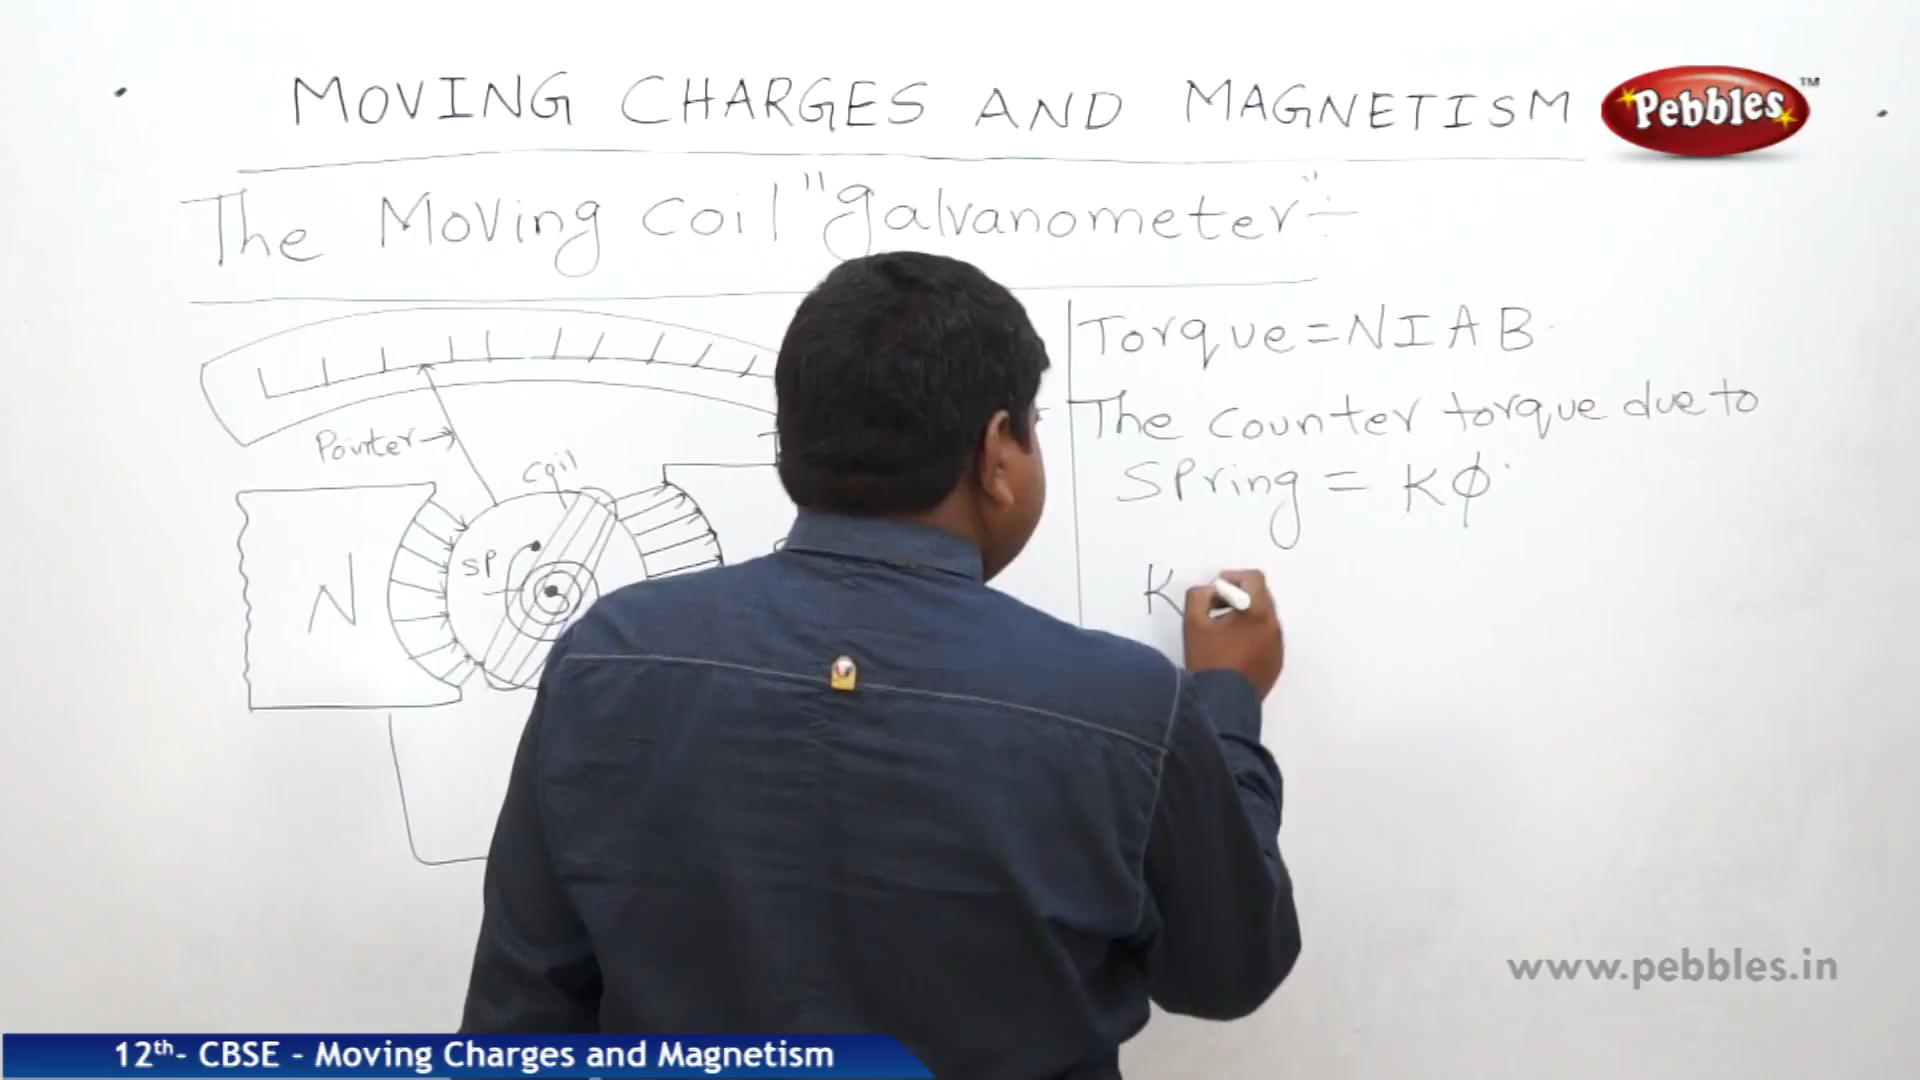 MOVING CHARGES AND MAGNETISM
Pebbles™
The Moving Coil "galvanometer" ÷
Torque = NIAB
The counter torque due to
Spring = Kϕ
K
Pointer
coil
SP
N
www.pebbles.in
12th- CBSE - Moving Charges and Magnetism